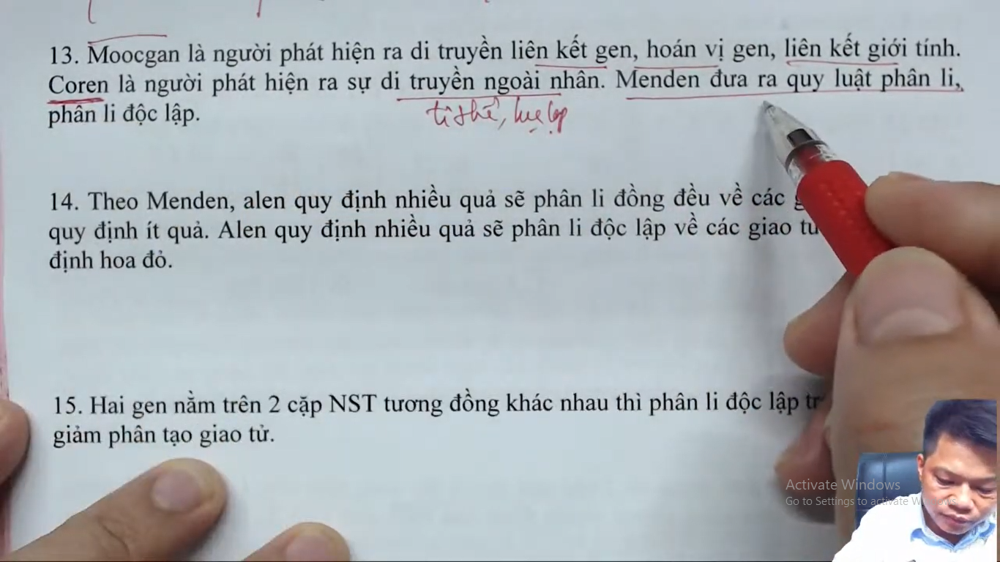 13. Moocgan là người phát hiện ra di truyền liên kết gen, hoán vị gen, liên kết giới tính.
Coren là người phát hiện ra sự di truyền ngoài nhân. Menden đưa ra quy luật phân li,
phân li độc lập.
ti thể, lục lạp
14. Theo Menden, alen quy định nhiều quả sẽ phân li đồng đều về các
quy định ít quả. Alen quy định nhiều quả sẽ phân li độc lập về các giao
định hoa đỏ.
15. Hai gen nằm trên 2 cặp NST tương đồng khác nhau thì phân li độc lập
giảm phân tạo giao tử.
Activate Windows
Go to Settings to activate Windows.